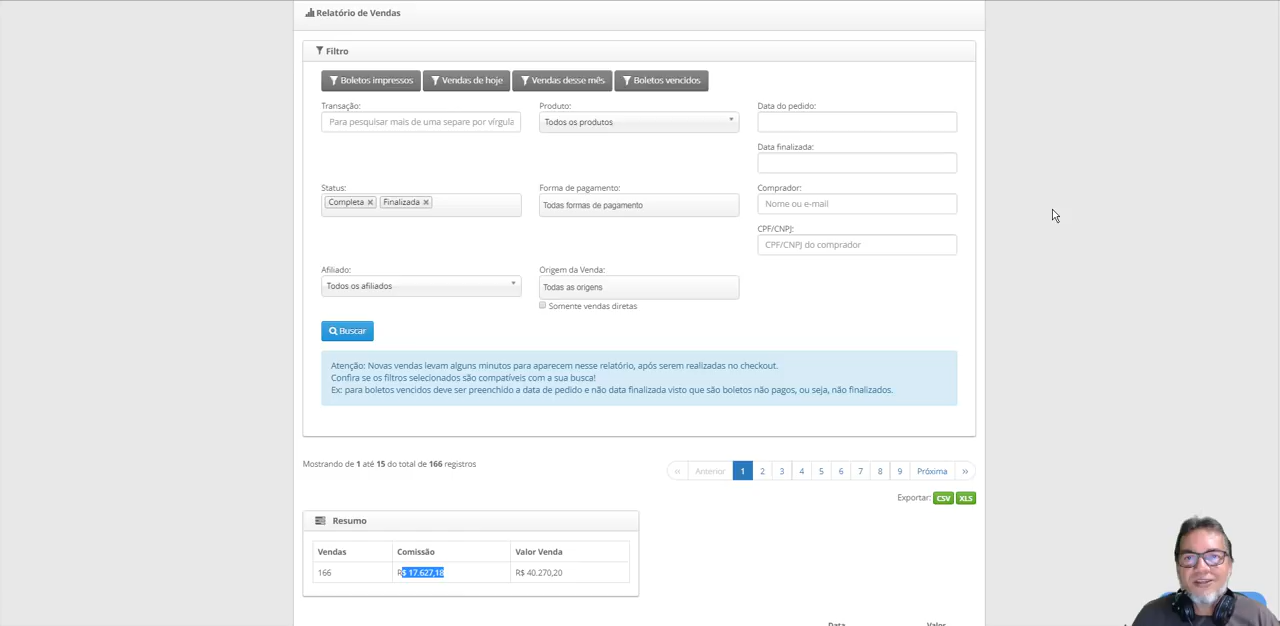 Relatório de Vendas
Filtro
Boletos impressos
Vendas de hoje
Vendas desse mês
Boletos vencidos
Transação:
Para pesquisar mais de uma separe por vírgula
Produto:
Todos os produtos
Data do pedido:
Data finalizada:
Status:
Completa ×
Finalizada ×
Forma de pagamento:
Todas formas de pagamento
Comprador:
Nome ou e-mail
CPF/CNPJ:
CPF/CNPJ do comprador
Afiliado:
Todos os afiliados
Origem da Venda:
Todas as origens
Somente vendas diretas
Buscar
Atenção: Novas vendas levam alguns minutos para aparecem nesse relatório, após serem realizadas no checkout.
Confira se os filtros selecionados são compatíveis com a sua busca!
Ex: para boletos vencidos deve ser preenchido a data de pedido e não data finalizada visto que são boletos não pagos, ou seja, não finalizados.
Mostrando de 1 até 15 do total de 166 registros
« Anterior 1 2 3 4 5 6 7 8 9 Próxima »
Exportar: CSV XLS
Resumo
Vendas Comissão Valor Venda
166 R$ 17.627,18 R$ 40.270,20
Data Valor